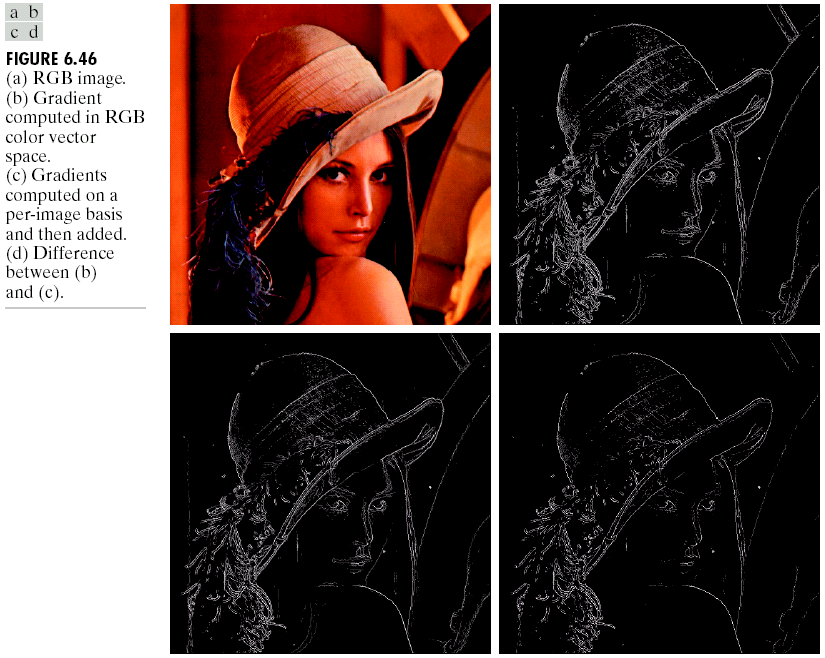 a b
c d
FIGURE 6.46
(a) RGB image.
(b) Gradient
computed in RGB
color vector
space.
(c) Gradients
computed on a
per-image basis
and then added.
(d) Difference
between (b)
and (c).